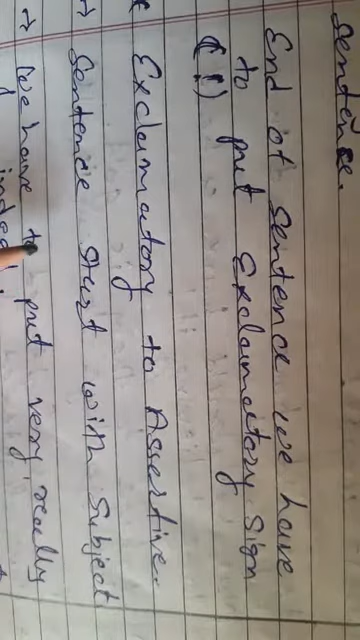 sentence.
End of sentence we have
to put Exclamatory sign
(!)
* Exclamatory to Assertive.
→ Sentence start with Subject
→ We have to put very, really
indeed.